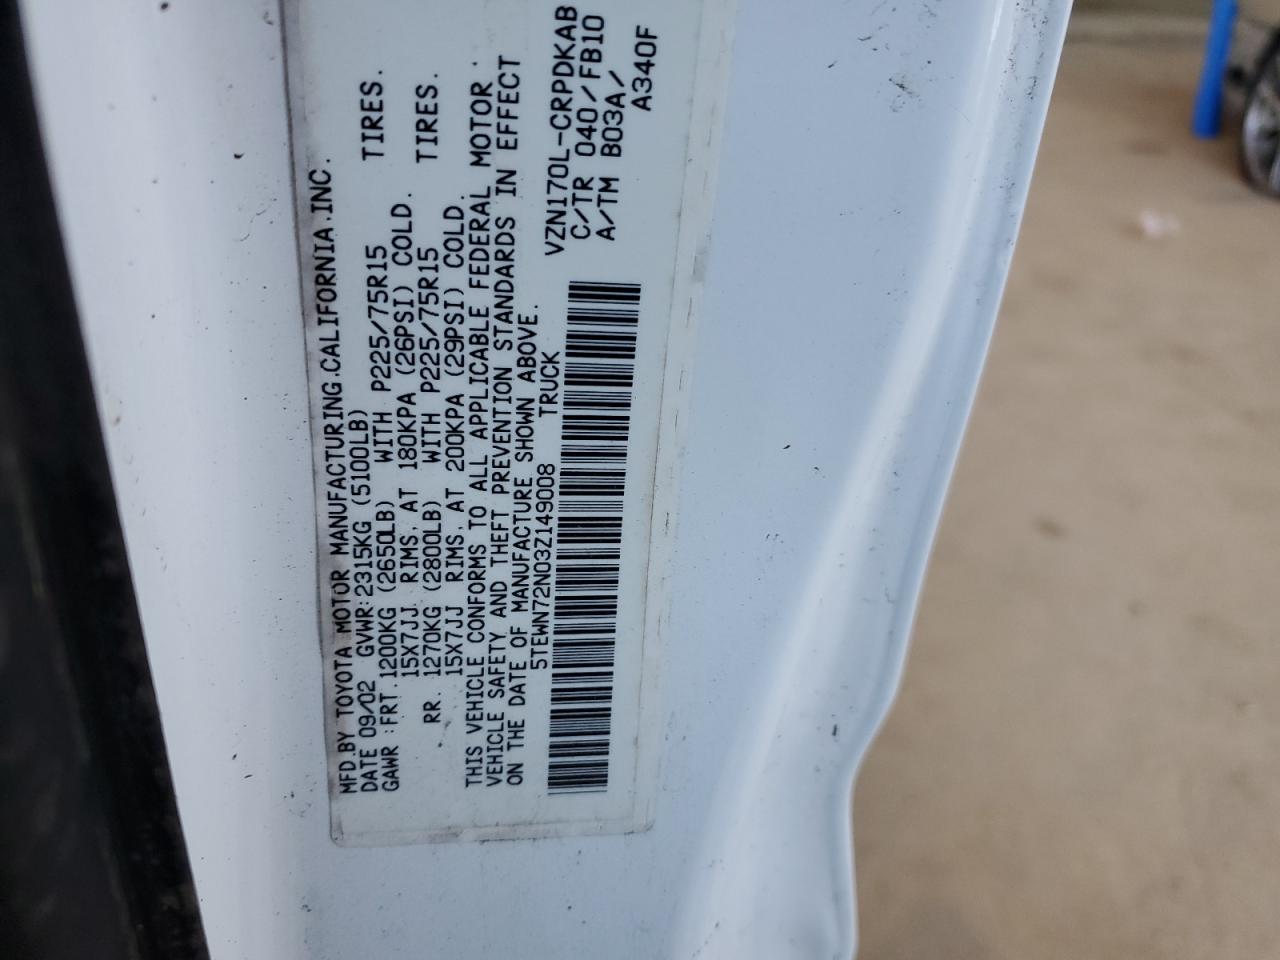 MFD.BY TOYOTA MOTOR MANUFACTURING.CALIFORNIA.INC.
DATE 09/02 GVWR:2315KG (5100LB)
GAWR :FRT.1200KG (2650LB) WITH P225/75R15 TIRES.
15X7JJ RIMS, AT 180KPA (26PSI) COLD.
RR. 1270KG (2800LB) WITH P225/75R15 TIRES.
15X7JJ RIMS, AT 200KPA (29PSI) COLD.
THIS VEHICLE CONFORMS TO ALL APPLICABLE FEDERAL MOTOR
VEHICLE SAFETY AND THEFT PREVENTION STANDARDS IN EFFECT
ON THE DATE OF MANUFACTURE SHOWN ABOVE.
5TEWN72N03Z149008 TRUCK
VZN170L-CRPDKAB
C/TR 040/FB10
A/TM B03A/
A340F